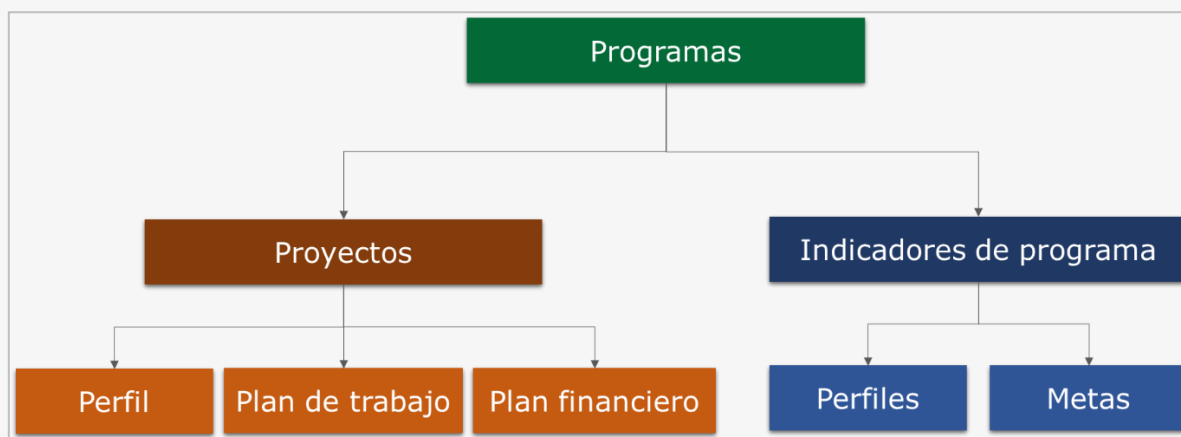 Programas
Proyectos
Indicadores de programa
Perfil
Plan de trabajo
Plan financiero
Perfiles
Metas